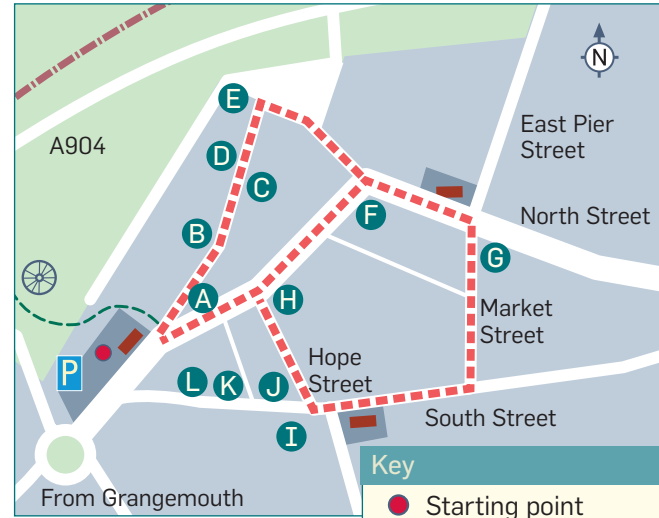 N
E
A904
East Pier
Street
D
C
North Street
F
B
G
A
H
Market
Street
P
Hope
Street
L
K
J
South Street
I
Key
From Grangemouth
Starting point